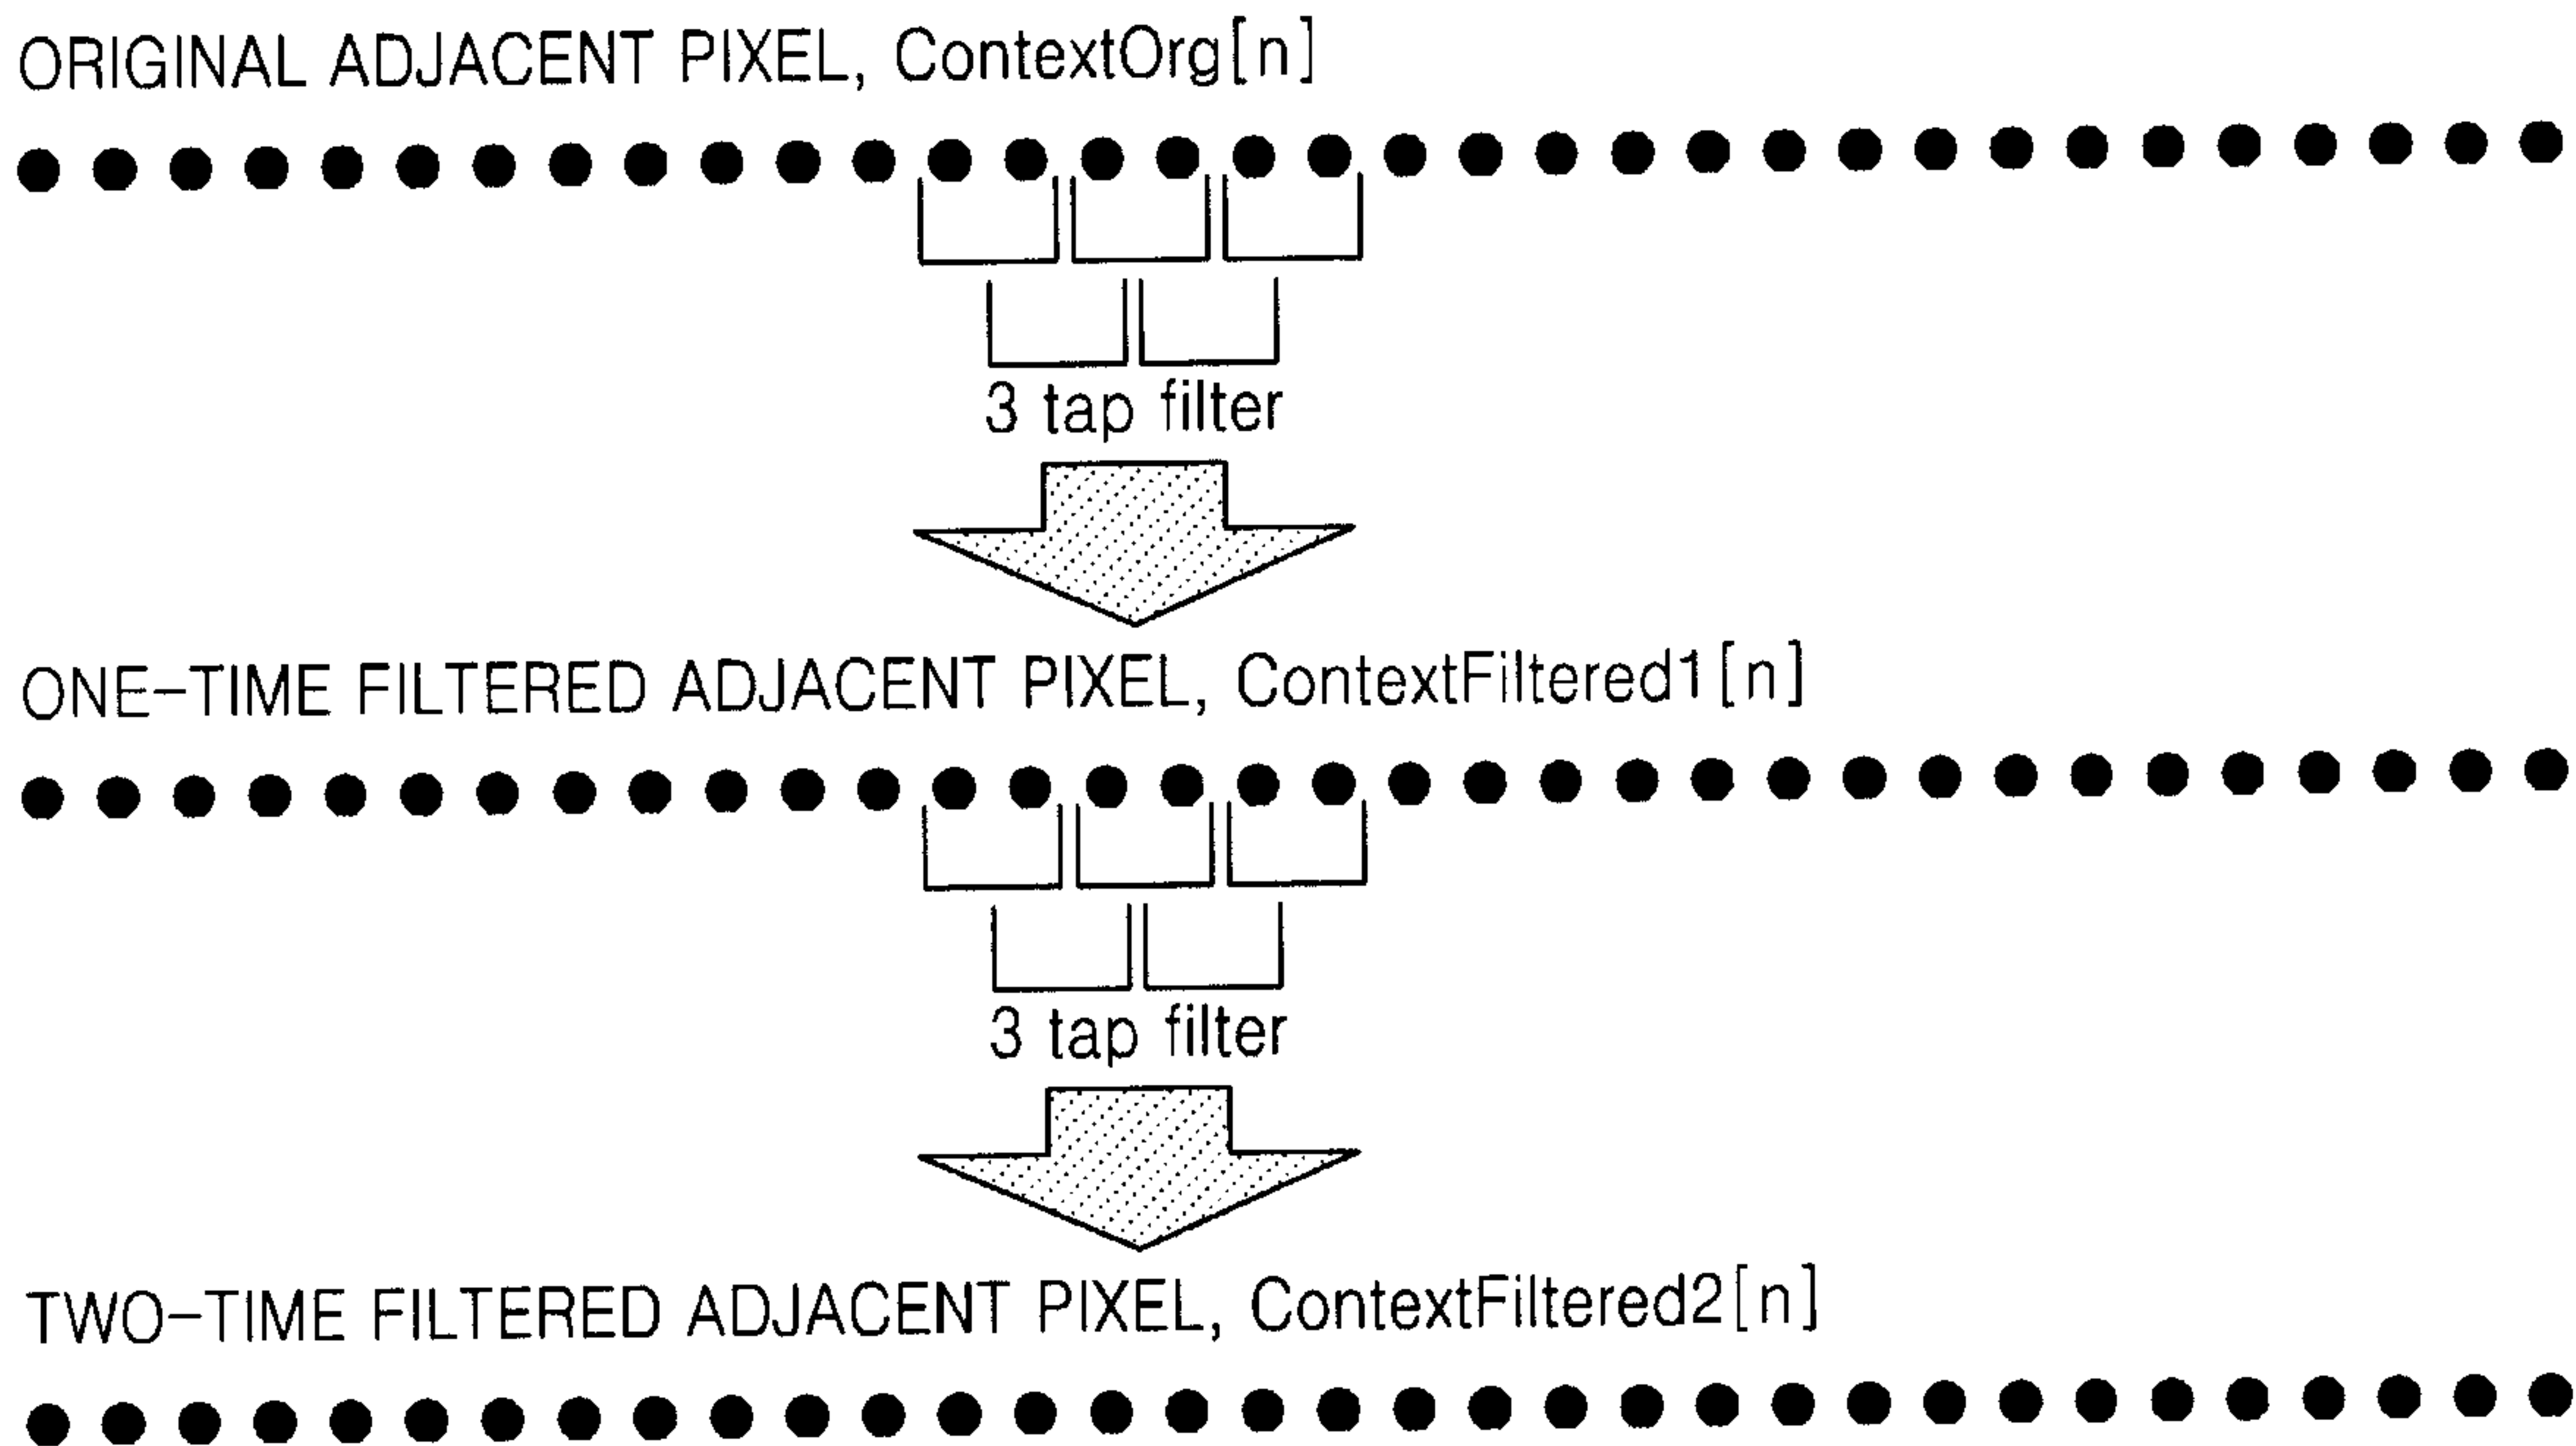 ORIGINAL ADJACENT PIXEL, ContextOrg[n]
3 tap filter
ONE-TIME FILTERED ADJACENT PIXEL, ContextFiltered1[n]
3 tap filter
TWO-TIME FILTERED ADJACENT PIXEL, ContextFiltered2[n]